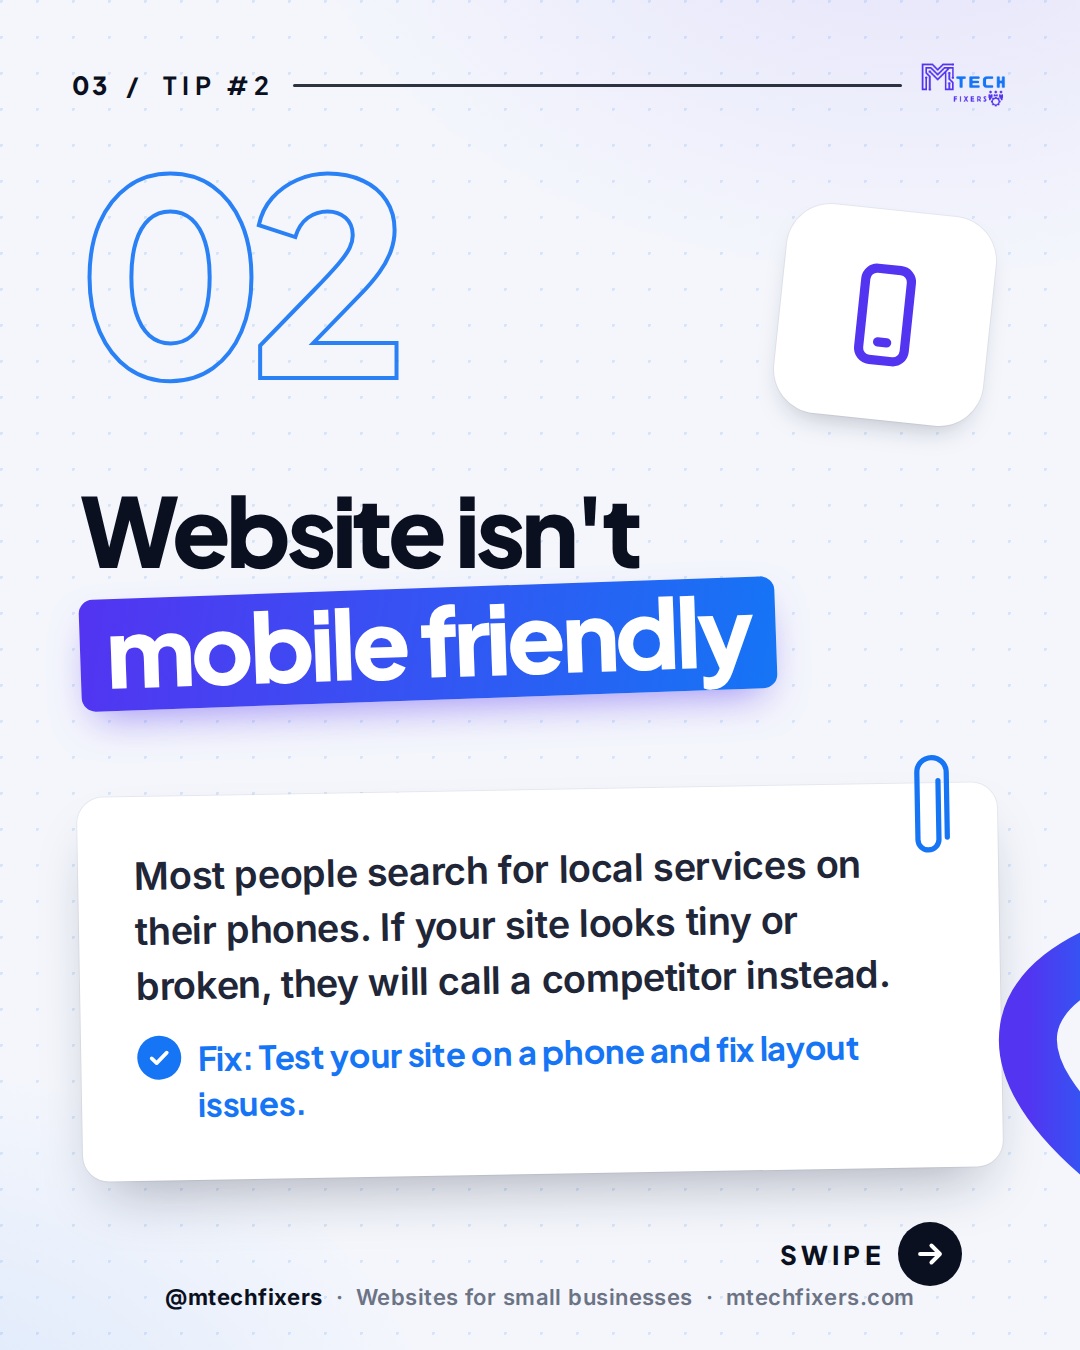 03 / TIP #2
MTECH
FIXERS
02
Website isn't
mobile friendly
Most people search for local services on
their phones. If your site looks tiny or
broken, they will call a competitor instead.
Fix: Test your site on a phone and fix layout
issues.
SWIPE
@mtechfixers · Websites for small businesses · mtechfixers.com